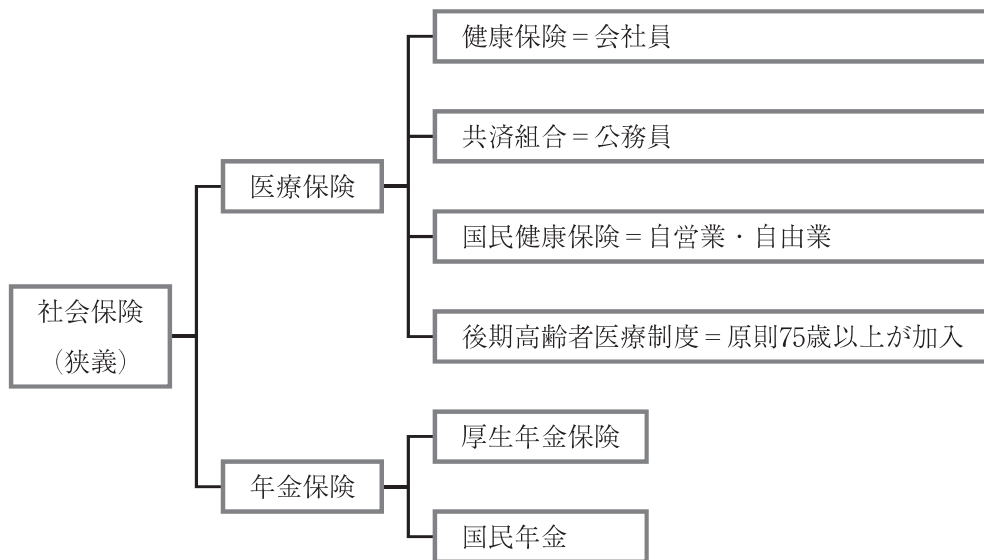 社会保険
（狭義）
医療保険
健康保険＝会社員
共済組合＝公務員
国民健康保険＝自営業・自由業
後期高齢者医療制度＝原則75歳以上が加入
年金保険
厚生年金保険
国民年金